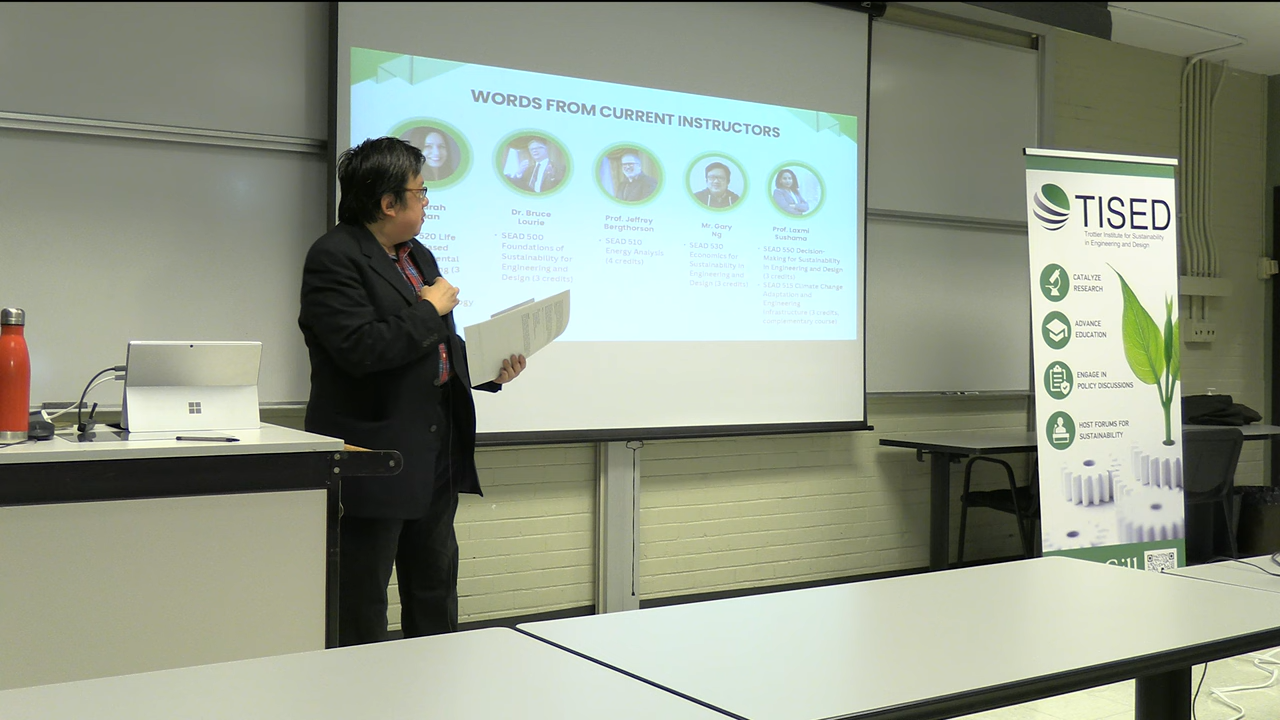 WORDS FROM CURRENT INSTRUCTORS
Dr. Bruce
Lourie
SEAD 500
Foundations of
Sustainability for
Engineering and
Design (3 credits)
Prof. Jeffrey
Bergthorson
SEAD 510
Energy Analysis
(4 credits)
Mr. Gary
Ng
SEAD 530
Economics for
Sustainability in
Engineering and
Design (3 credits)
Prof. Laxmi
Sushama
SEAD 550 Decision-
Making for Sustainability
in Engineering and Design
(3 credits)
SEAD 515 Climate Change
Adaptation and
Engineering
Infrastructure (3 credits,
complementary course)
520 Life
TISED
Trottier Institute for Sustainability
in Engineering and Design
CATALYZE
RESEARCH
ADVANCE
EDUCATION
ENGAGE IN
POLICY DISCUSSIONS
HOST FORUMS FOR
SUSTAINABILITY